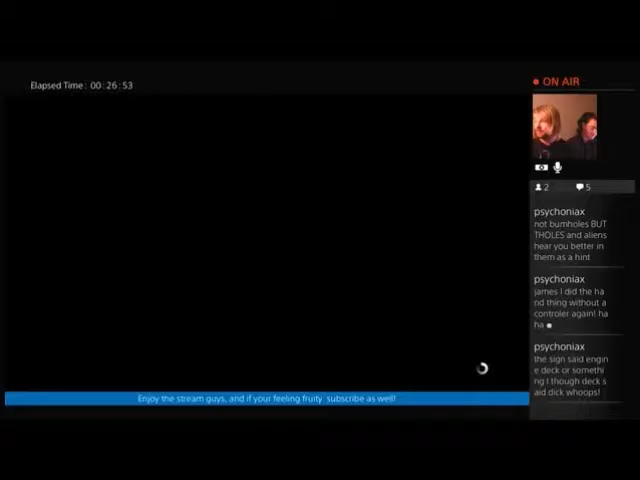 Elapsed Time: 00:26:53
ON AIR
2
5
psychoniax
not bumholes BUT
THOLES and aliens
hear you better in
them as a hint
psychoniax
james I did the ha
nd thing without a
controler again! ha
ha
psychoniax
the sign said engin
e deck or somethi
ng I though deck s
aid dick whoops!
Enjoy the stream guys, and if your feeling fruity subscribe as well!